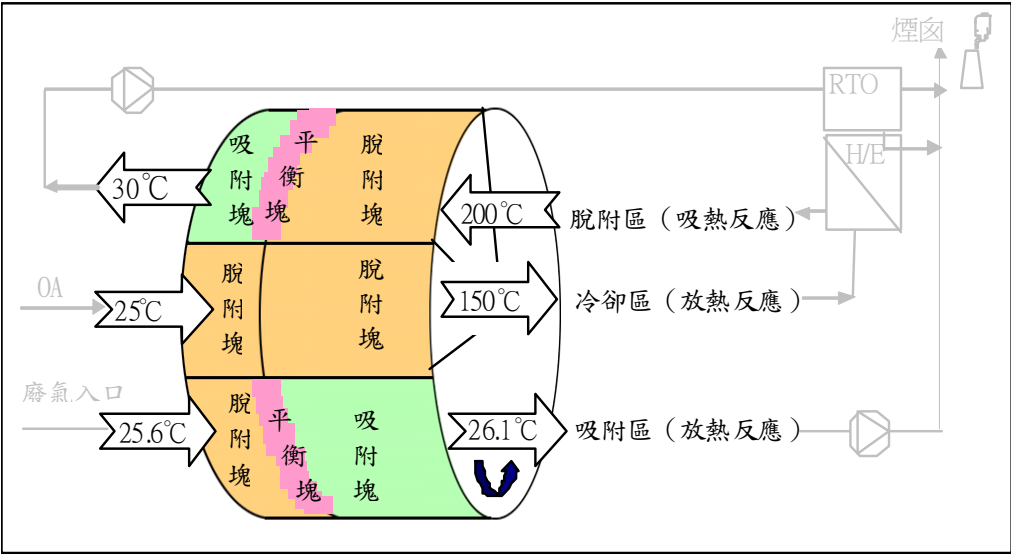 煙囪
RTO
H/E
吸附塊
平衡塊
脫附塊
30℃
200℃
脫附區（吸熱反應）
OA
25℃
脫附塊
脫附塊
150℃
冷卻區（放熱反應）
廢氣入口
25.6℃
脫附塊
平衡塊
吸附塊
26.1℃
吸附區（放熱反應）